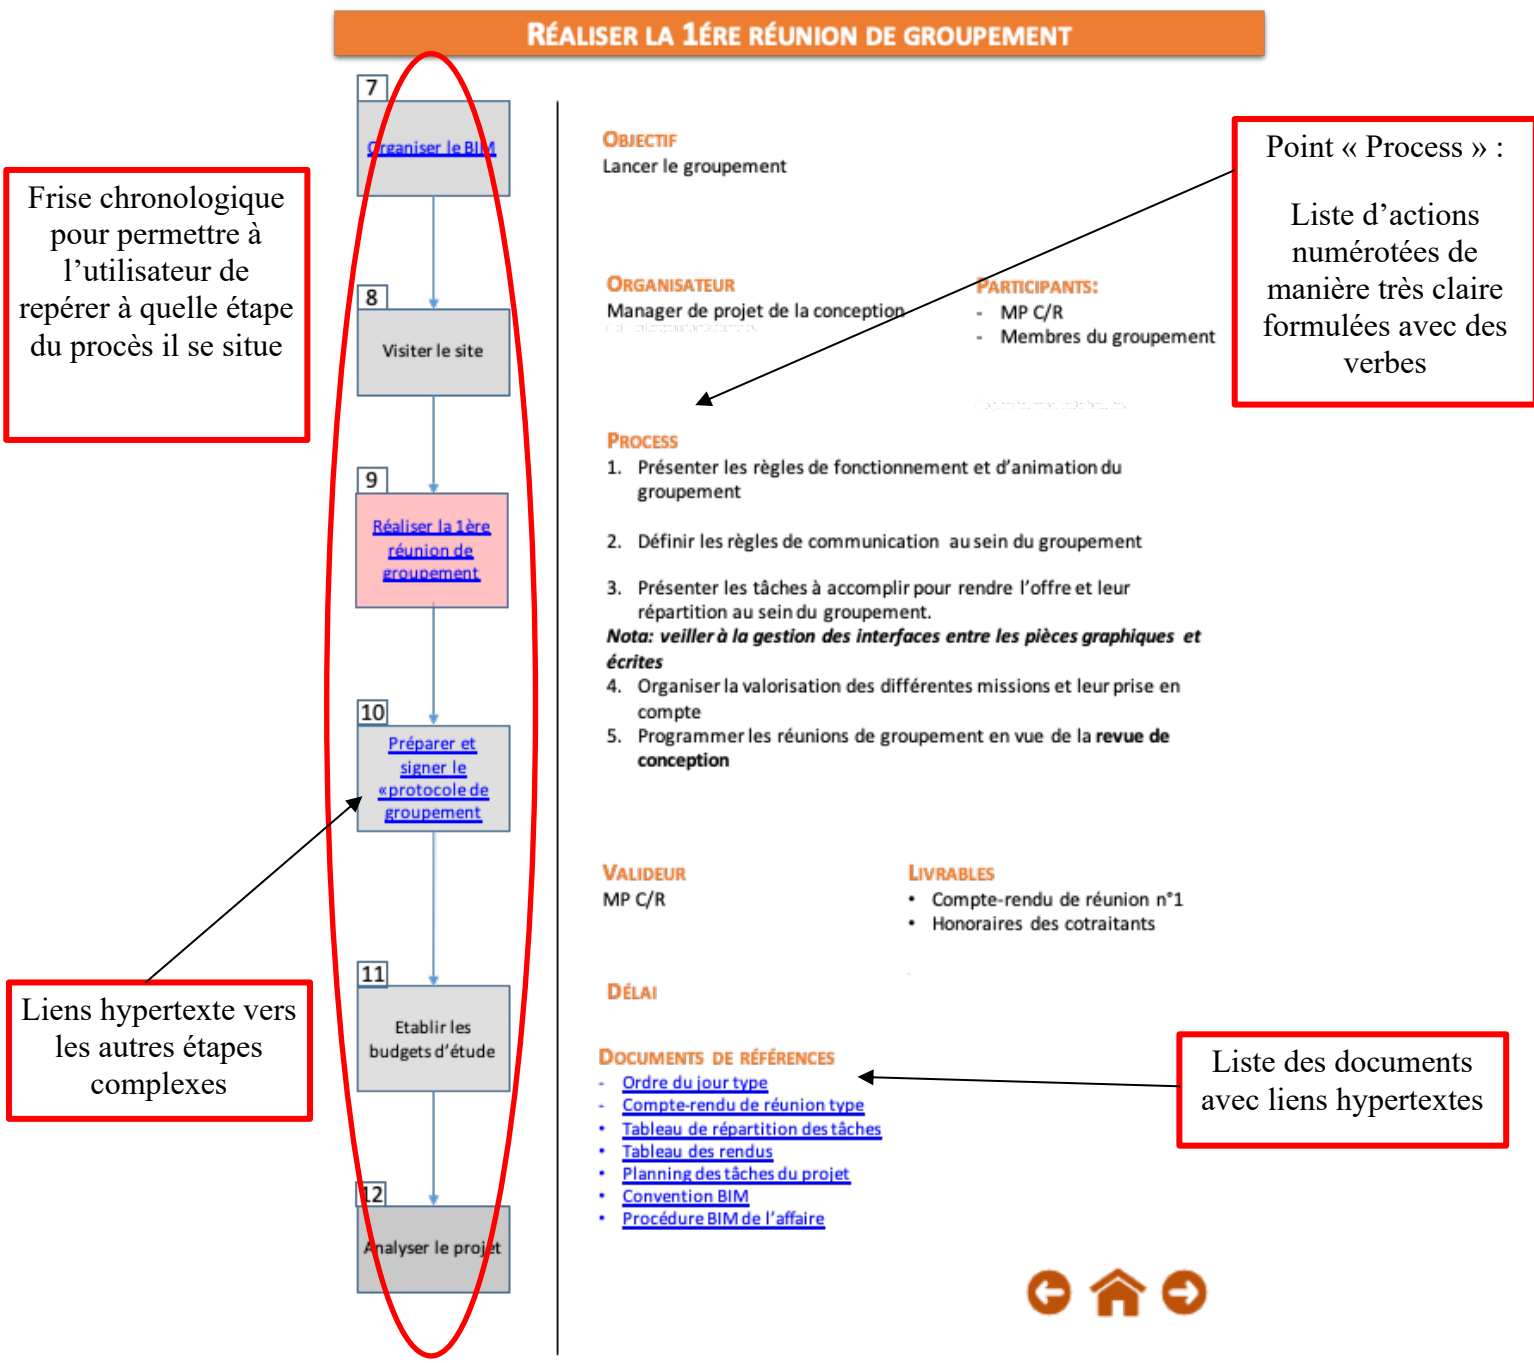 RÉALISER LA 1ÉRE RÉUNION DE GROUPEMENT
Frise chronologique
pour permettre à
l’utilisateur de
repérer à quelle étape
du procès il se situe
Liens hypertexte vers
les autres étapes
complexes
7
Organiser le BIM
8
Visiter le site
9
Réaliser la 1ère
réunion de
groupement
10
Préparer et
signer le
«protocole de
groupement
11
Etablir les
budgets d’étude
12
Analyser le projet
OBJECTIF
Lancer le groupement
ORGANISATEUR
Manager de projet de la conception
PARTICIPANTS:
- MP C/R
- Membres du groupement
PROCESS
1. Présenter les règles de fonctionnement et d’animation du
groupement
2. Définir les règles de communication au sein du groupement
3. Présenter les tâches à accomplir pour rendre l’offre et leur
répartition au sein du groupement.
Nota: veiller à la gestion des interfaces entre les pièces graphiques et
écrites
4. Organiser la valorisation des différentes missions et leur prise en
compte
5. Programmer les réunions de groupement en vue de la revue de
conception
VALIDEUR
MP C/R
LIVRABLES
• Compte-rendu de réunion n°1
• Honoraires des cotraitants
DÉLAI
DOCUMENTS DE RÉFÉRENCES
- Ordre du jour type
- Compte-rendu de réunion type
• Tableau de répartition des tâches
• Tableau des rendus
• Planning des tâches du projet
• Convention BIM
• Procédure BIM de l’affaire
Point « Process » :
Liste d’actions
numérotées de
manière très claire
formulées avec des
verbes
Liste des documents
avec liens hypertextes